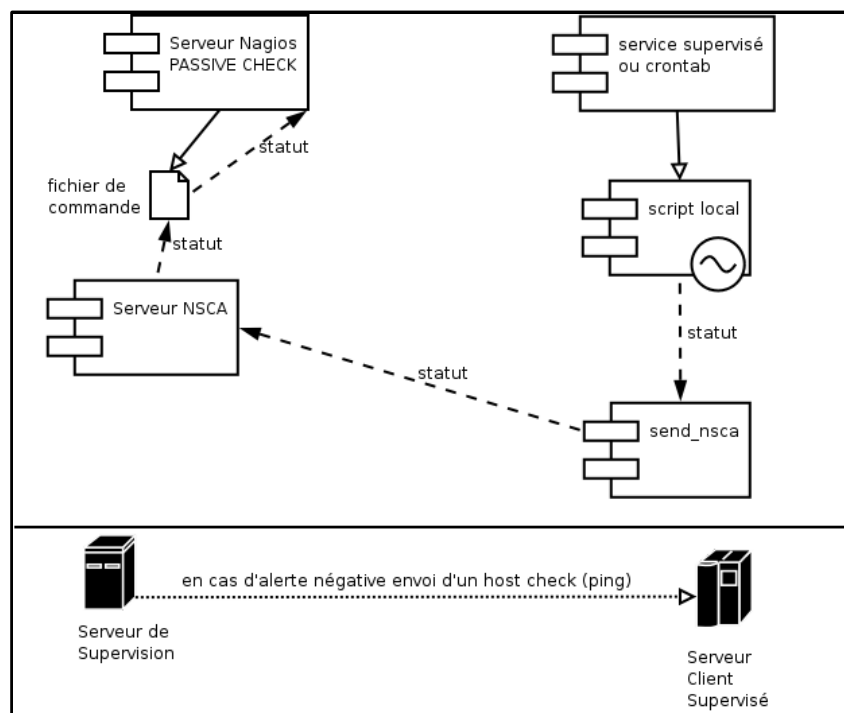 Serveur Nagios
PASSIVE CHECK
service supervisé
ou crontab
statut
fichier de
commande
script local
statut
Serveur NSCA
statut
statut
send_nsca
en cas d'alerte négative envoi d'un host check (ping)
Serveur de
Supervision
Serveur
Client
Supervisé